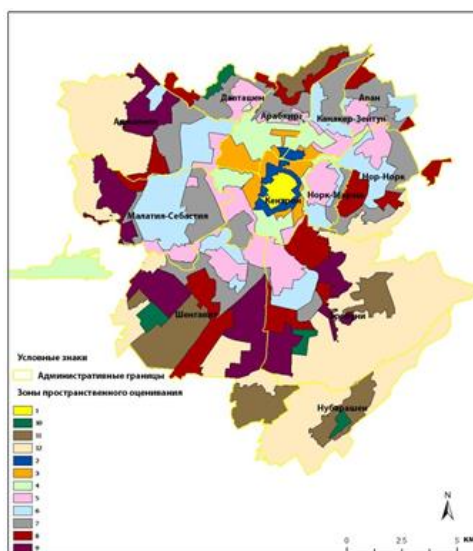 Давташен
Аван
Арабкир
Канакер-Зейтун
Ачапняк
Нор-Норк
Норк-Мараш
Кентрон
Малатия-Себастия
Шенгавит
Эребуни
Нубарашен
Условные знаки
Административные границы
Зоны пространственного оценивания
1
10
11
12
2
3
4
5
6
7
8
9
N
0 2.5 5 км